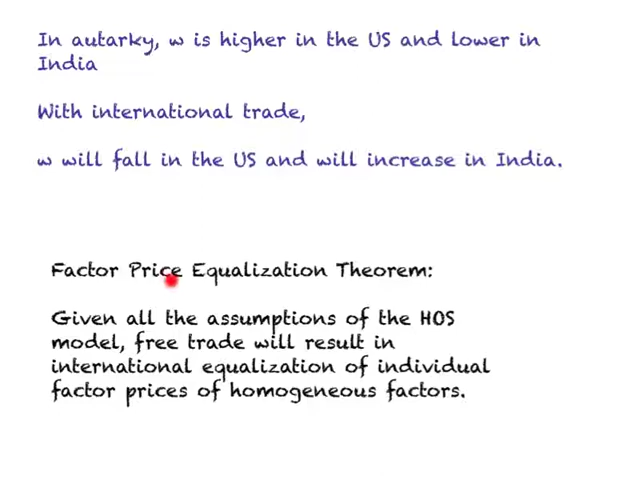 In autarky, w is higher in the US and lower in
India
With international trade,
w will fall in the US and will increase in India.
Factor Price Equalization Theorem:
Given all the assumptions of the HOS
model, free trade will result in
international equalization of individual
factor prices of homogeneous factors.